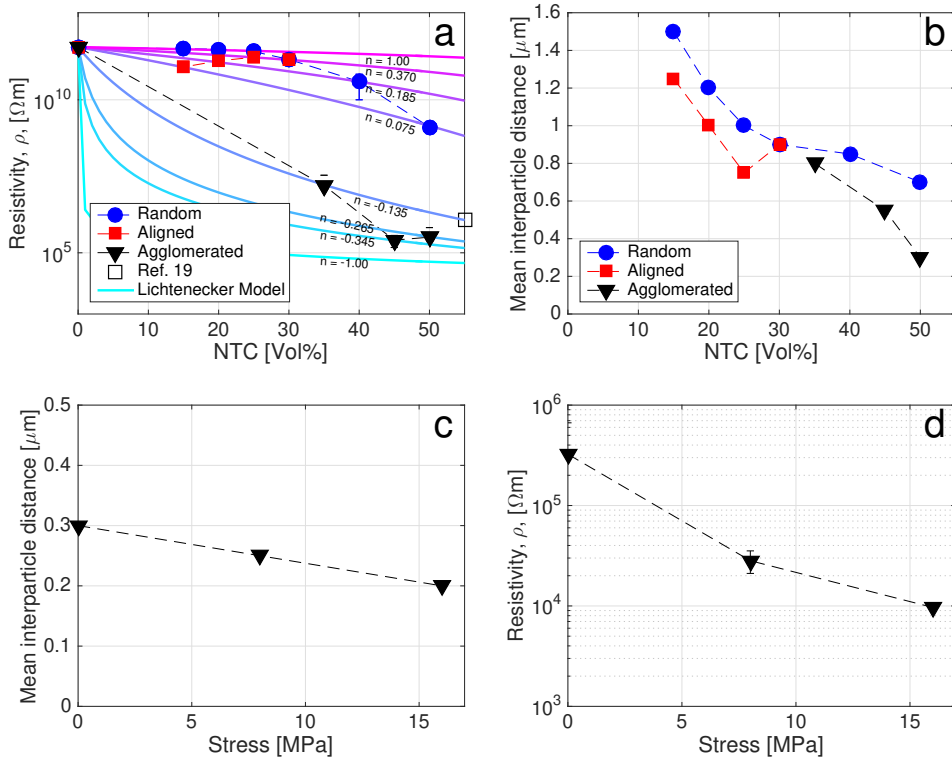 a
n = 1.00
n = 0.370
n = 0.185
n = 0.075
n = -0.135
n = -0.265
n = -0.345
n = -1.00
10^10
10^5
Resistivity, ρ, [Ωm]
Random
Aligned
Agglomerated
Ref. 19
Lichtenecker Model
0 10 20 30 40 50
NTC [Vol%]
b
1.6
1.4
1.2
1
0.8
0.6
0.4
0.2
0
Mean interparticle distance [μm]
Random
Aligned
Agglomerated
0 10 20 30 40 50
NTC [Vol%]
c
0.5
0.4
0.3
0.2
0.1
0
Mean interparticle distance [μm]
0 5 10 15
Stress [MPa]
d
10^6
10^5
10^4
10^3
Resistivity, ρ, [Ωm]
0 5 10 15
Stress [MPa]